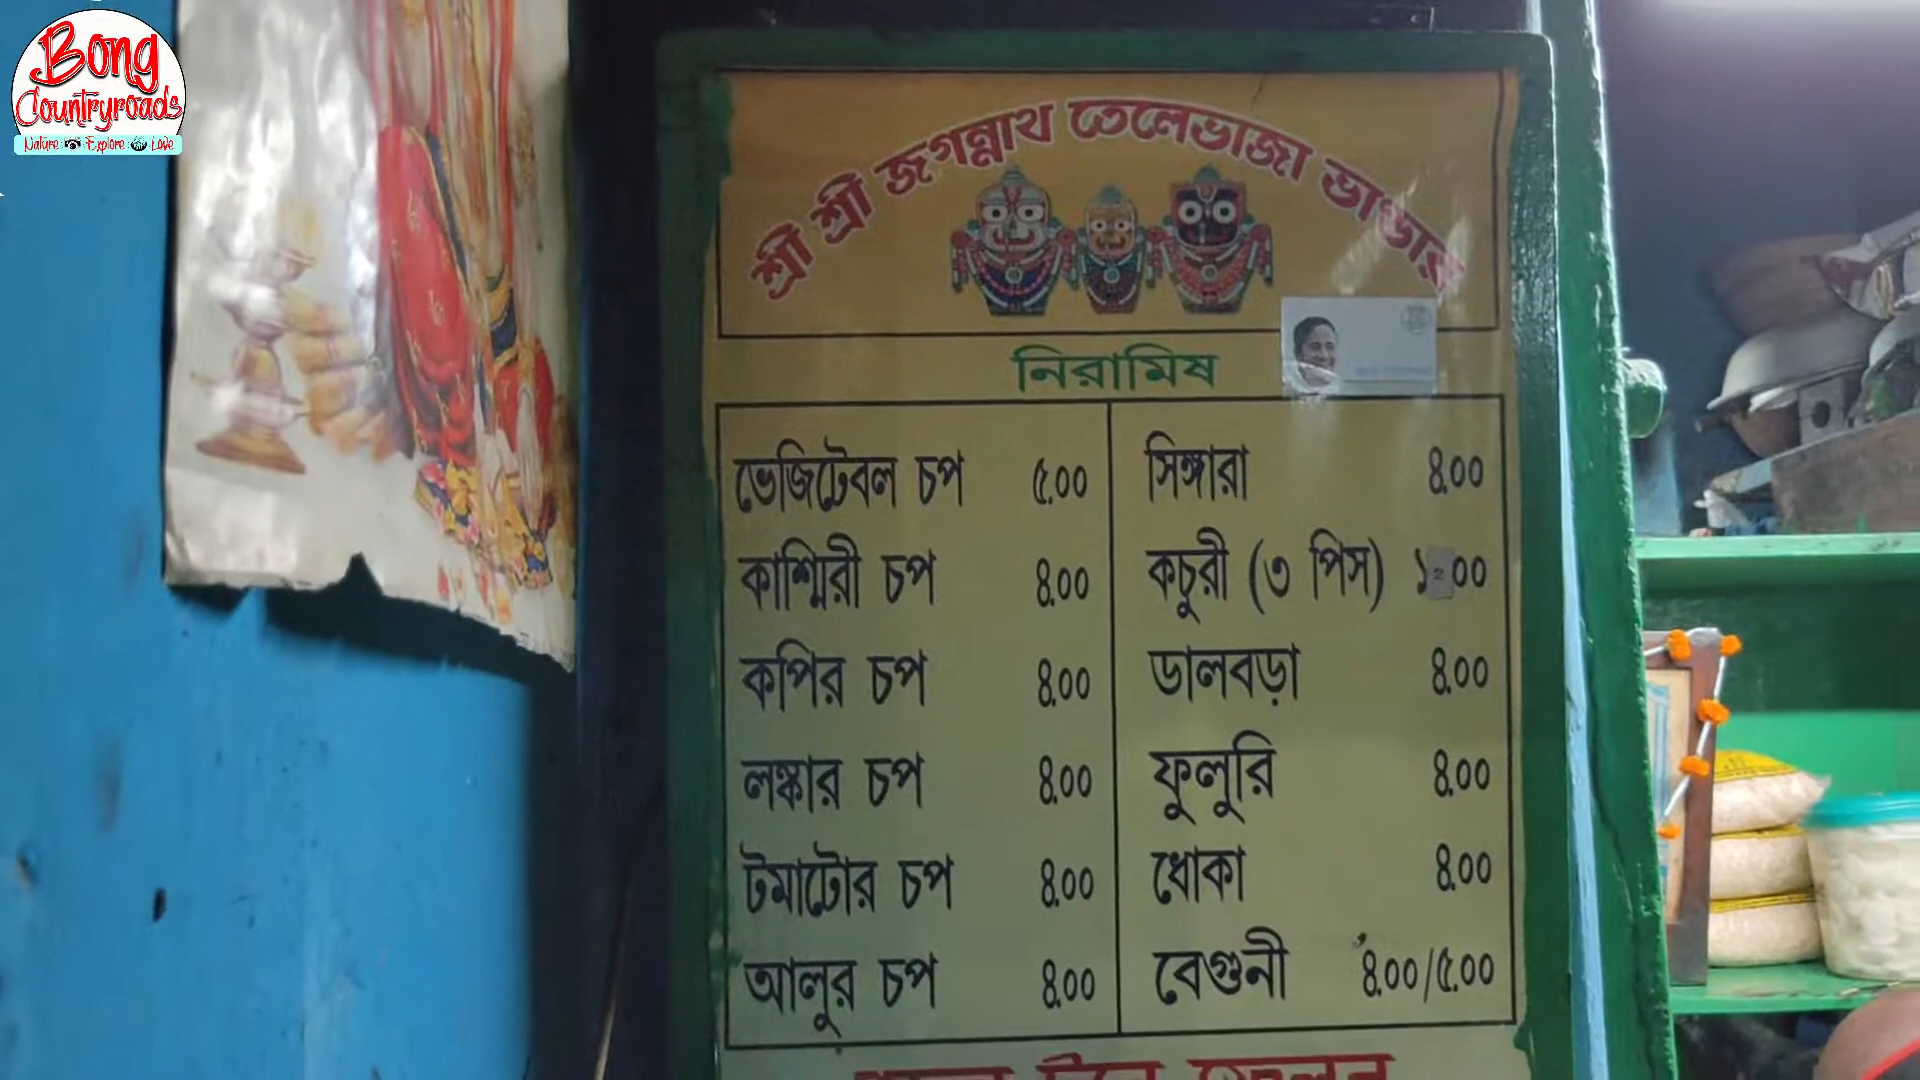 Bong
Countryroads
Nature Explore Love
শ্রী শ্রী জগন্নাথ তেলেভাজা ভাণ্ডার
নিরামিষ
ভেজিটেবল চপ ৫.০০
কাশ্মিরী চপ ৪.০০
কপির চপ ৪.০০
লঙ্কার চপ ৪.০০
টমাটোর চপ ৪.০০
আলুর চপ ৪.০০
সিঙ্গারা ৪.০০
কচুরী (৩ পিস) ১২.০০
ডালবড়া ৪.০০
ফুলুরি ৪.০০
ধোকা ৪.০০
বেগুনী ৪.০০/৫.০০